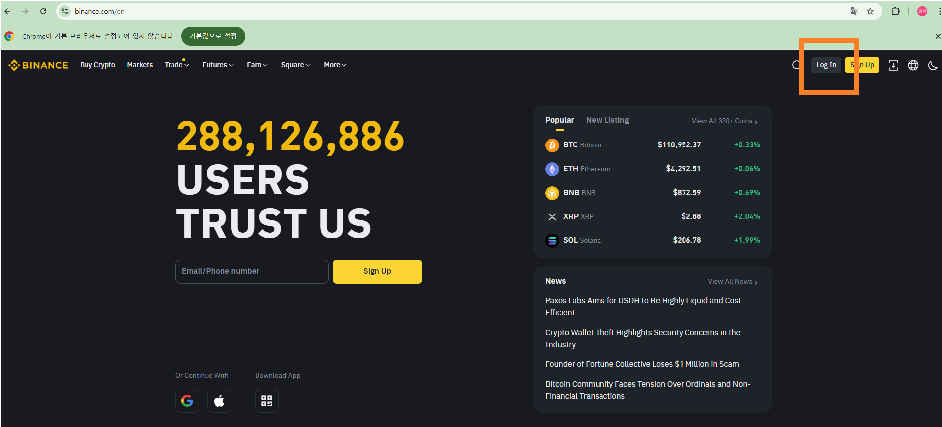 binance.com/en
Chrome이 기본 브라우저로 설정되어 있지 않습니다 기본값으로 설정
BINANCE Buy Crypto Markets Trade Futures Earn Square More Log In Sign Up
288,126,886
USERS
TRUST US
Email/Phone number Sign Up
Or Continue With Download App
Popular New Listing View All 350+ Coins
BTC Bitcoin $110,952.37 +0.33%
ETH Ethereum $4,292.51 +0.06%
BNB BNB $872.59 +0.69%
XRP XRP $2.88 +2.04%
SOL Solana $206.78 +1.99%
News View All News
Paxos Labs Aims for USDH to Be Highly Liquid and Cost
Efficient
Crypto Wallet Theft Highlights Security Concerns in the
Industry
Founder of Fortune Collective Loses $1 Million in Scam
Bitcoin Community Faces Tension Over Ordinals and Non-
Financial Transactions